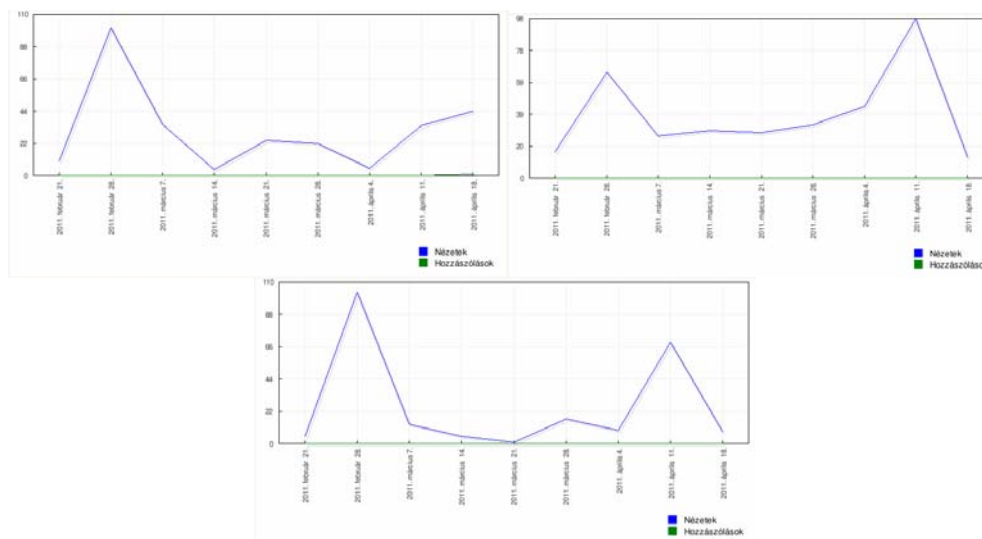 110
88
66
44
22
0
2011. február 21.
2011. február 28.
2011. március 7.
2011. március 14.
2011. március 21.
2011. március 28.
2011. április 4.
2011. április 11.
2011. április 18.
Nézetek
Hozzászólások
98
78
59
39
20
0
2011. február 21.
2011. február 28.
2011. március 7.
2011. március 14.
2011. március 21.
2011. március 28.
2011. április 4.
2011. április 11.
2011. április 18.
Nézetek
Hozzászólások
110
88
66
44
22
0
2011. február 21.
2011. február 28.
2011. március 7.
2011. március 14.
2011. március 21.
2011. március 28.
2011. április 4.
2011. április 11.
2011. április 18.
Nézetek
Hozzászólások